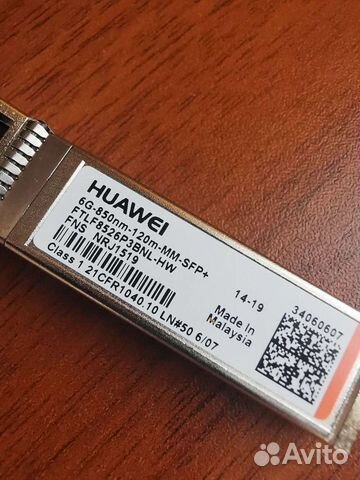 HUAWEI
6G-850nm-120m-MM-SFP+
FTLF8526P3BNL-HW
FNS NRJ1519
Class 1 21CFR1040.10 LN#50 6/07
14-19
Made In
Malaysia
34060607
Avito